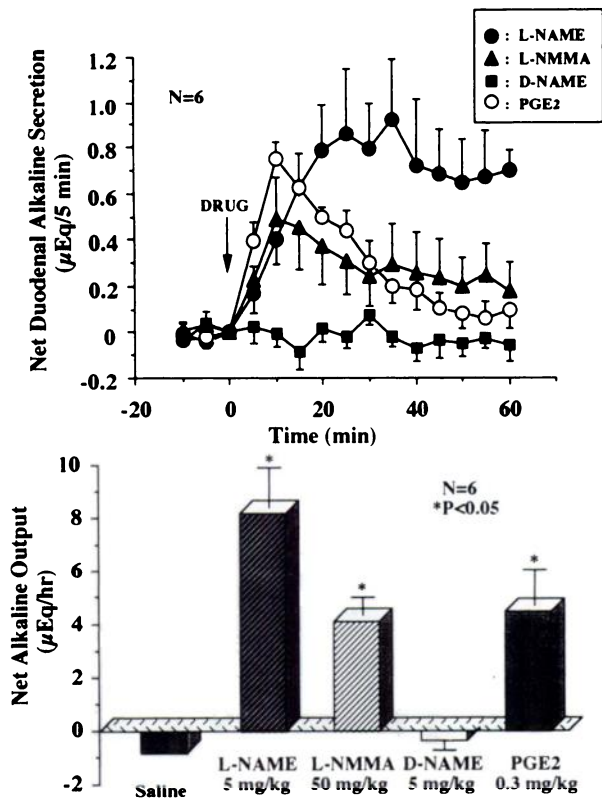 ● : L-NAME
▲ : L-NMMA
■ : D-NAME
○ : PGE2
Net Duodenal Alkaline Secretion
(µEq/5 min)
1.2
1.0
0.8
0.6
0.4
0.2
0
-0.2
N=6
DRUG
-20
0
20
40
60
Time (min)
Net Alkaline Output
(µEq/hr)
10
8
6
4
2
0
-2
N=6
*P<0.05
*
*
*
Saline
L-NAME
5 mg/kg
L-NMMA
50 mg/kg
D-NAME
5 mg/kg
PGE2
0.3 mg/kg